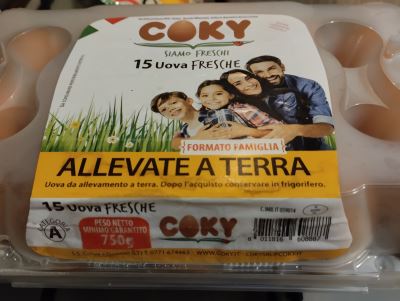 COKY
SIAMO FRESCHI
15 Uova FRESCHE
FORMATO FAMIGLIA
ALLEVATE A TERRA
Uova da allevamento a terra. Dopo l'acquisto conservare in frigorifero.
15 Uova FRESCHE
CATEGORIA
A
PESO NETTO
MINIMO GARANTITO
750g
COKY